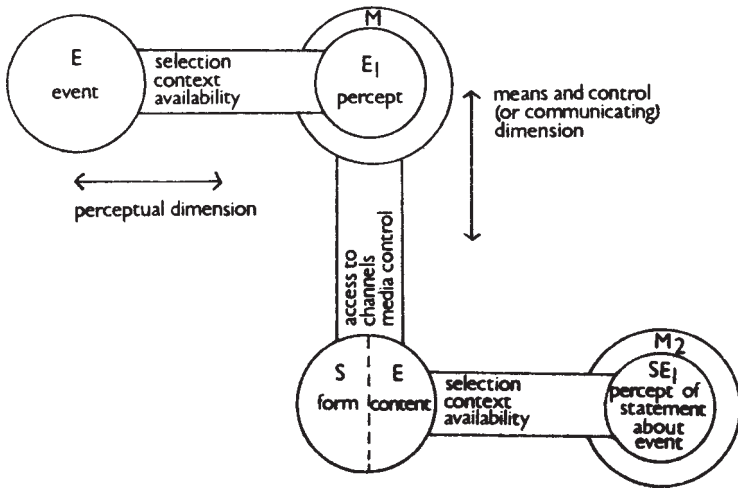 E
event
selection
context
availability
M
E₁
percept
means and control
(or communicating)
dimension
perceptual dimension
access to
channels
media control
S
form
E
content
selection
context
availability
M₂
SE₁
percept of
statement
about
event